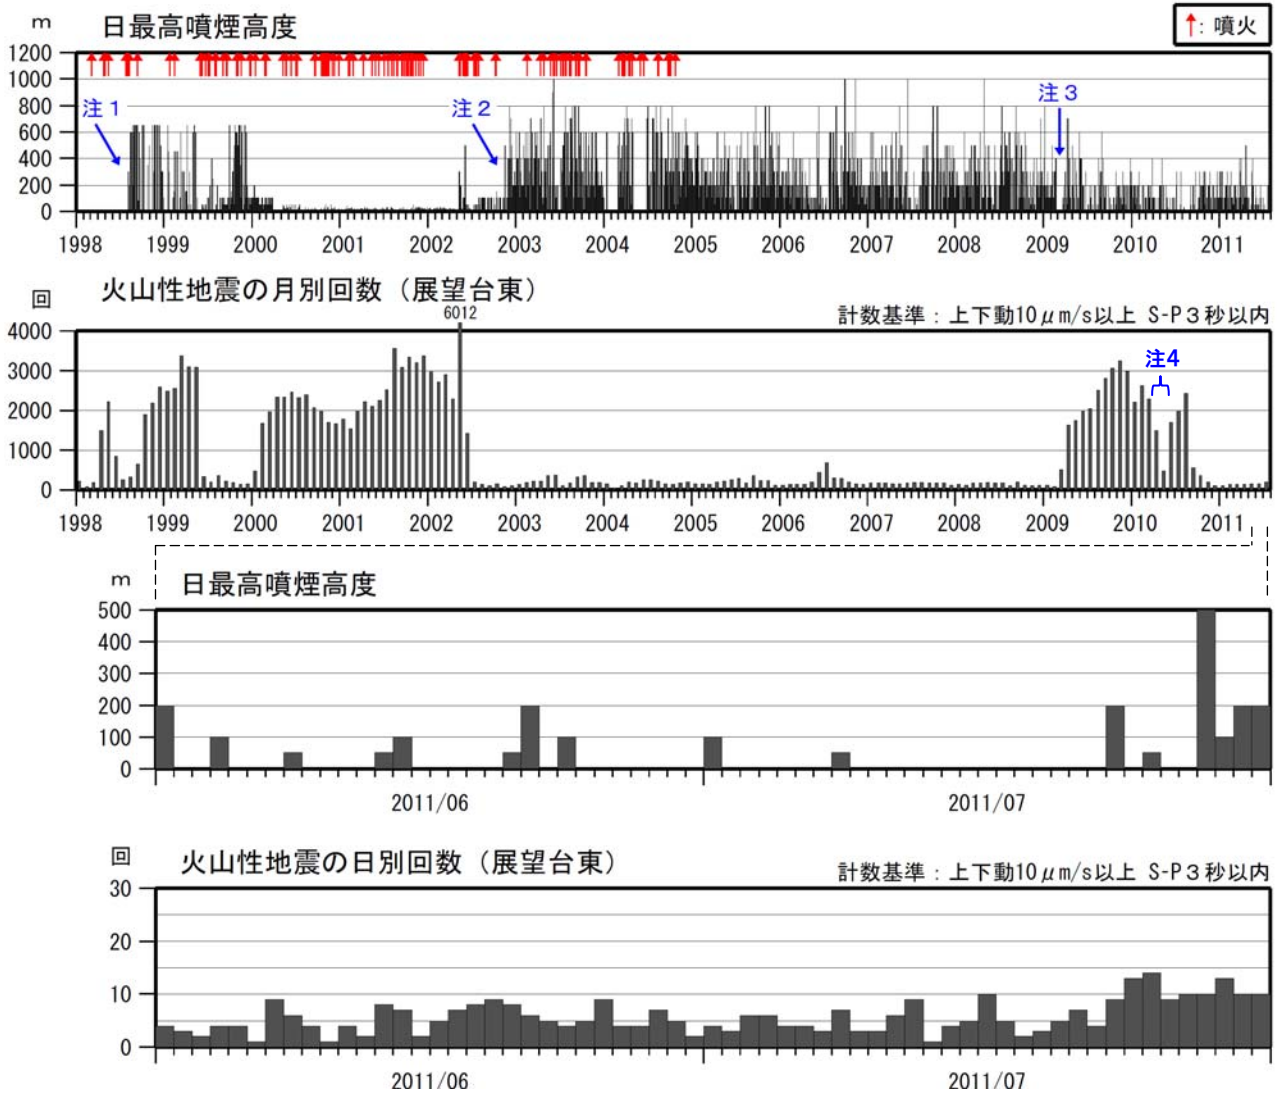 m 日最高噴煙高度
↑: 噴火
1200
1000
800
600
400
200
0
注1
注2
注3
1998 1999 2000 2001 2002 2003 2004 2005 2006 2007 2008 2009 2010 2011
回 火山性地震の月別回数（展望台東）
6012
計数基準：上下動10μm/s以上 S-P3秒以内
4000
3000
2000
1000
0
注4
1998 1999 2000 2001 2002 2003 2004 2005 2006 2007 2008 2009 2010 2011
m 日最高噴煙高度
500
400
300
200
100
0
2011/06 2011/07
回 火山性地震の日別回数（展望台東）
計数基準：上下動10μm/s以上 S-P3秒以内
30
20
10
0
2011/06 2011/07